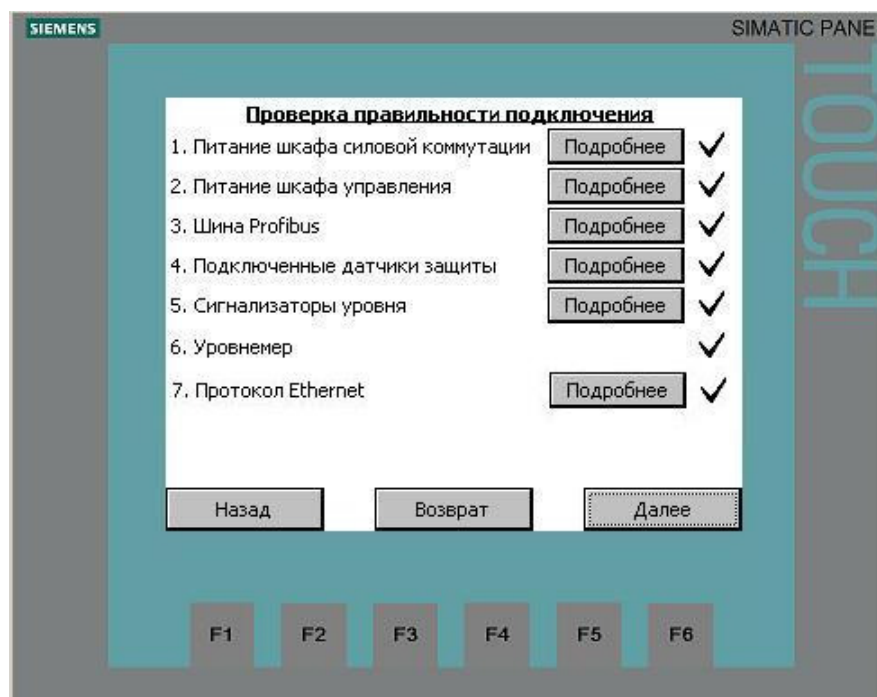 SIEMENS
SIMATIC PANE
TOUCH
Проверка правильности подключения
1. Питание шкафа силовой коммутации Подробнее
2. Питание шкафа управления Подробнее
3. Шина Profibus Подробнее
4. Подключенные датчики защиты Подробнее
5. Сигнализаторы уровня Подробнее
6. Уровнемер
7. Протокол Ethernet Подробнее
Назад Возврат Далее
F1 F2 F3 F4 F5 F6